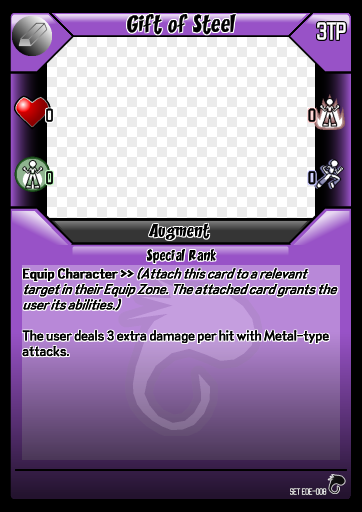 Gift of Steel
3TP
0
0
0
0
Augment
Special Rank
Equip Character >> (Attach this card to a relevant
target in their Equip Zone. The attached card grants the
user its abilities.)
The user deals 3 extra damage per hit with Metal-type
attacks.
SET EDE-008